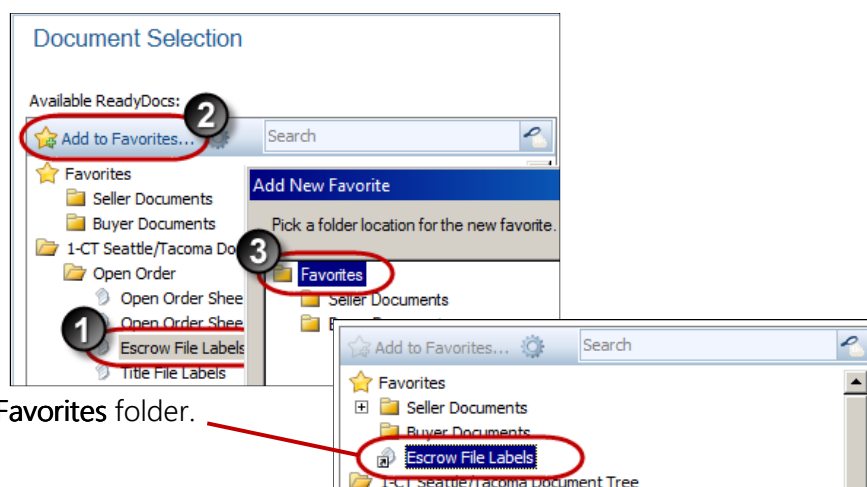 Document Selection
Available ReadyDocs:
2
Add to Favorites...
Search
Favorites
Seller Documents
Buyer Documents
1-CT Seattle/Tacoma Do
Open Order
Open Order Shee
Open Order Shee
1
Escrow File Labels
Title File Labels
Add New Favorite
Pick a folder location for the new favorite.
3
Favorites
Seller Documents
Favorites folder.
Add to Favorites...
Search
Favorites
Seller Documents
Buyer Documents
Escrow File Labels
1-CT Seattle/Tacoma Document Tree